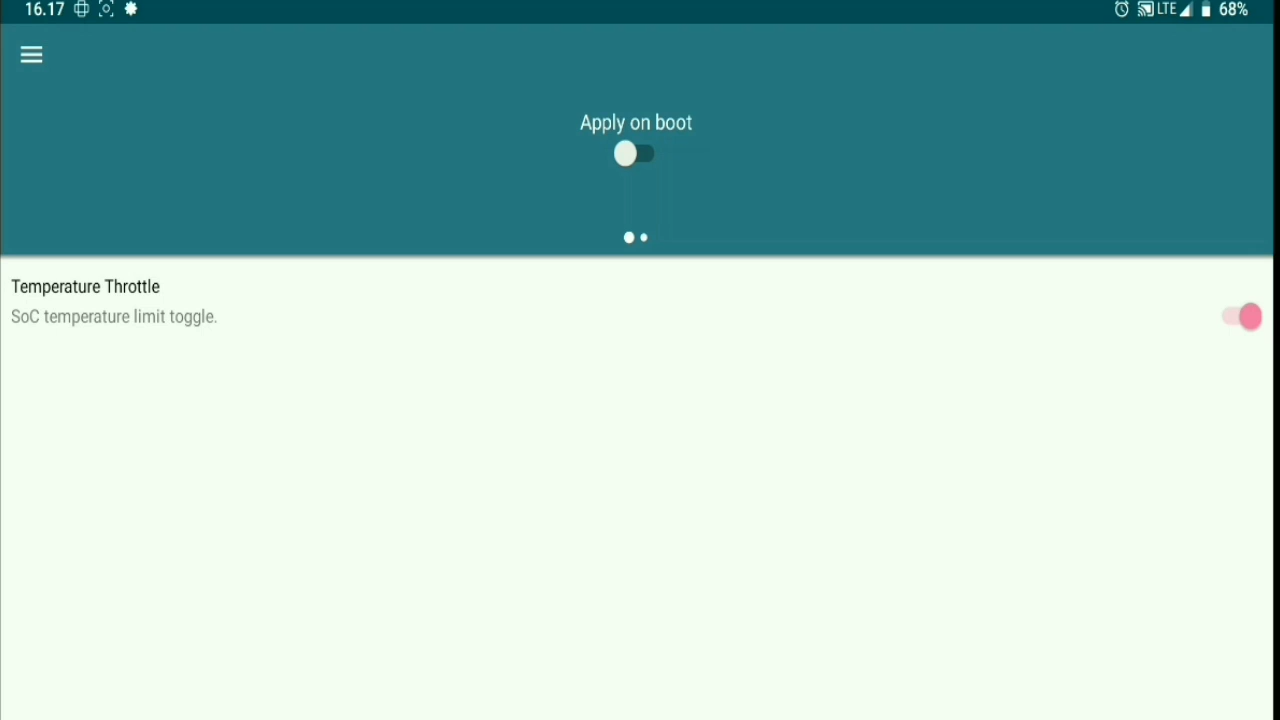 16.17
LTE 68%
Apply on boot
Temperature Throttle
SoC temperature limit toggle.